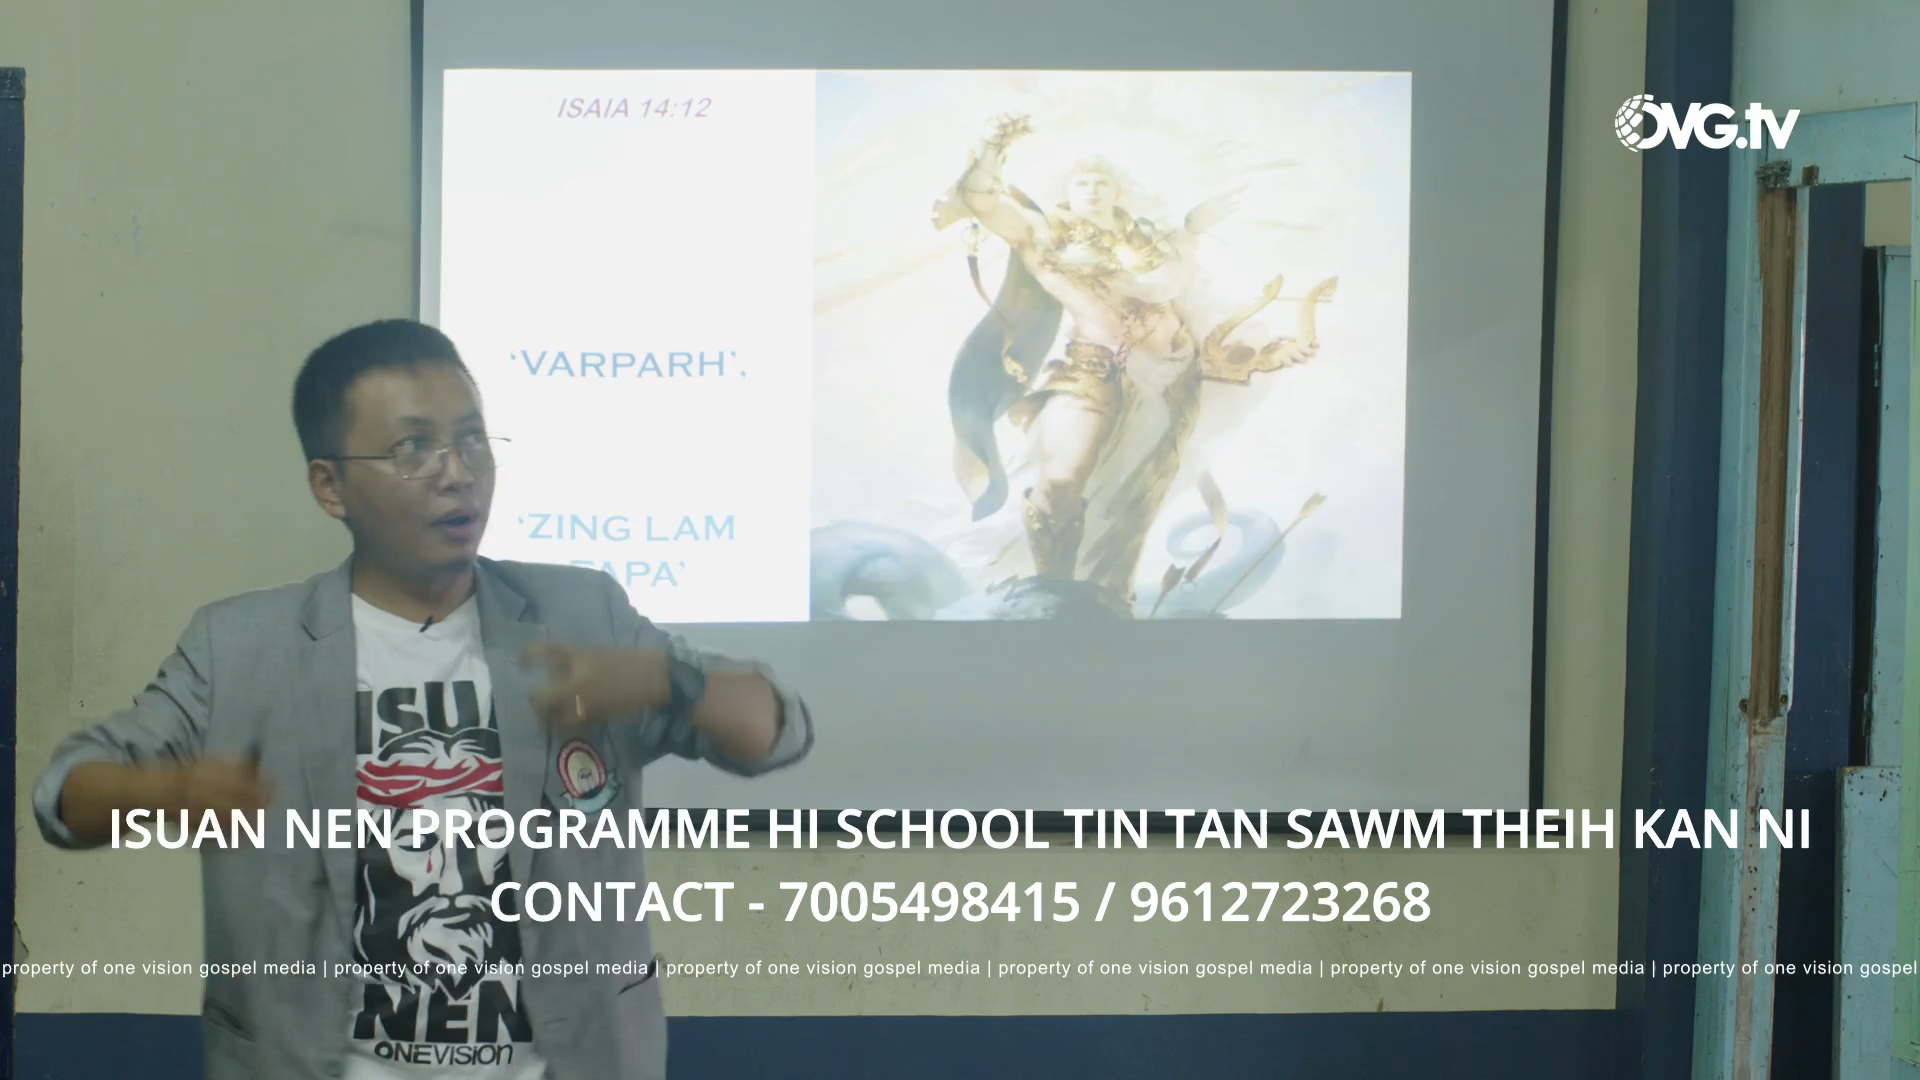 ISAIA 14:12
OVG.tv
‘VARPARH’,
‘ZING LAM
FAPA’
ISUA
NEN
ONEVISION
ISUAN NEN PROGRAMME HI SCHOOL TIN TAN SAWM THEIH KAN NI
CONTACT - 7005498415 / 9612723268
property of one vision gospel media | property of one vision gospel media | property of one vision gospel media | property of one vision gospel media | property of one vision gospel media | property of one vision gospel